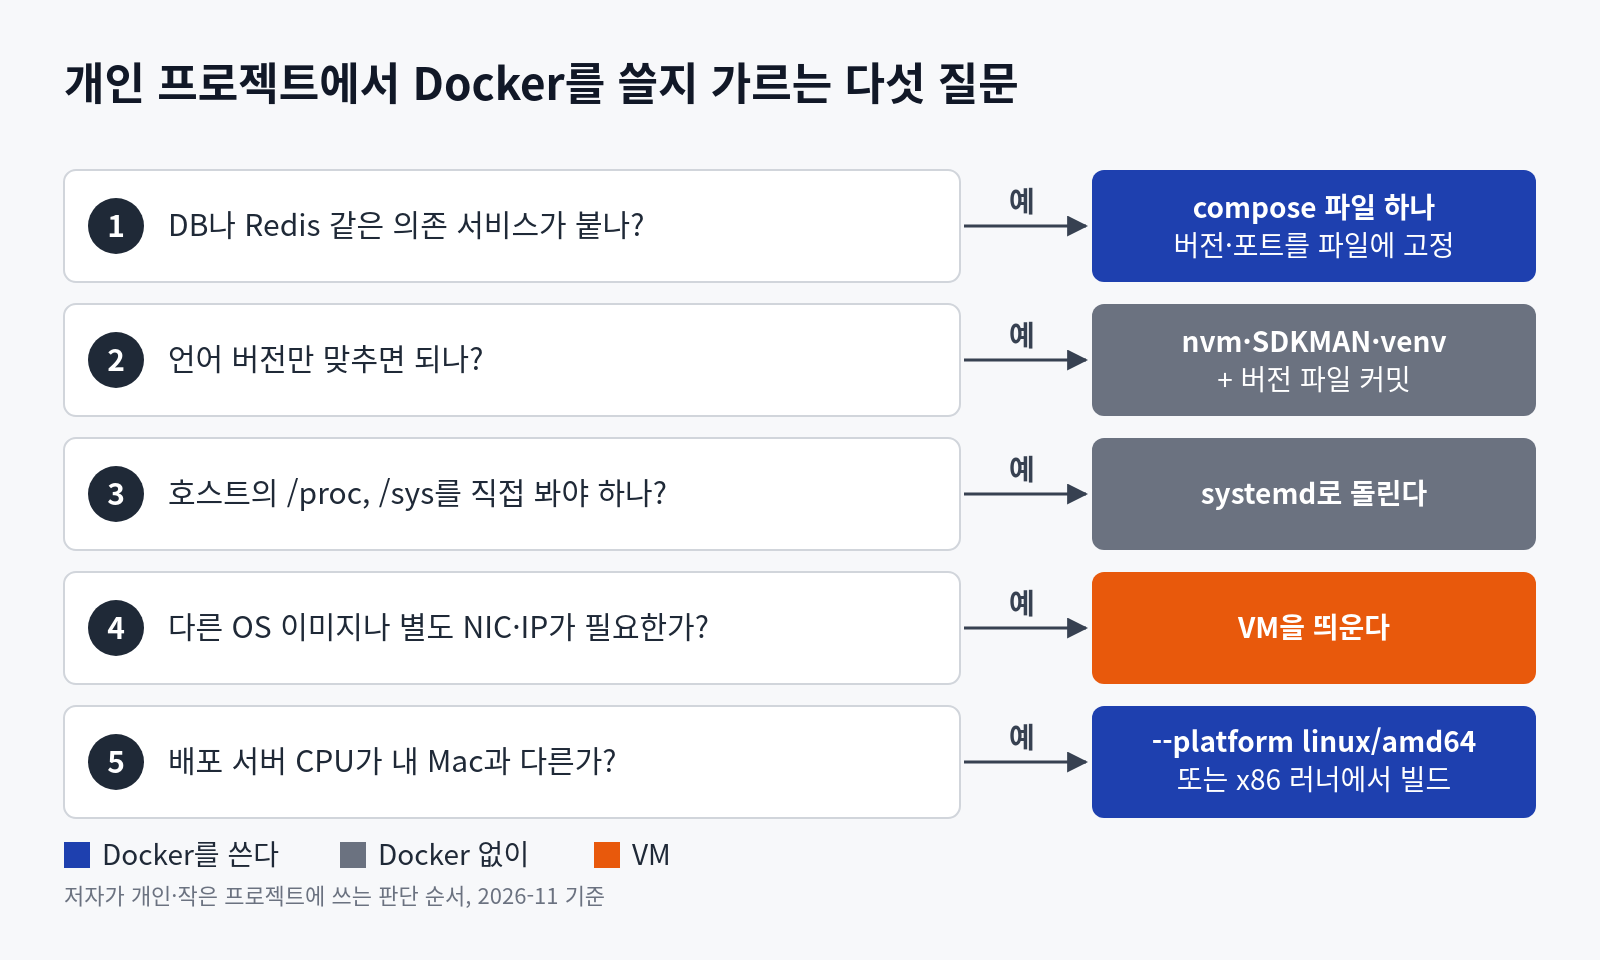 개인 프로젝트에서 Docker를 쓸지 가르는 다섯 질문
1 DB나 Redis 같은 의존 서비스가 붙나?
예
compose 파일 하나
버전·포트를 파일에 고정
2 언어 버전만 맞추면 되나?
예
nvm·SDKMAN·venv
+ 버전 파일 커밋
3 호스트의 /proc, /sys를 직접 봐야 하나?
예
systemd로 돌린다
4 다른 OS 이미지나 별도 NIC·IP가 필요한가?
예
VM을 띄운다
5 배포 서버 CPU가 내 Mac과 다른가?
예
--platform linux/amd64
또는 x86 러너에서 빌드
Docker를 쓴다 Docker 없이 VM
저자가 개인·작은 프로젝트에 쓰는 판단 순서, 2026-11 기준